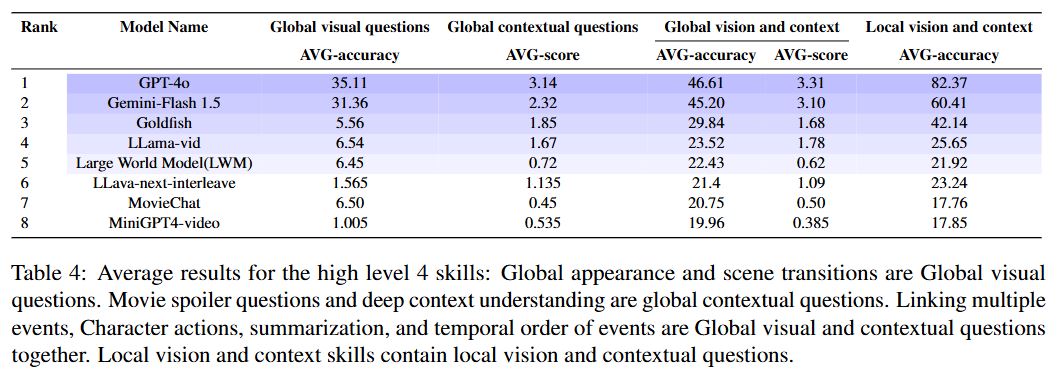 Rank Model Name Global visual questions Global contextual questions Global vision and context Local vision and context
AVG-accuracy AVG-score AVG-accuracy AVG-score AVG-accuracy
1 GPT-4o 35.11 3.14 46.61 3.31 82.37
2 Gemini-Flash 1.5 31.36 2.32 45.20 3.10 60.41
3 Goldfish 5.56 1.85 29.84 1.68 42.14
4 LLama-vid 6.54 1.67 23.52 1.78 25.65
5 Large World Model(LWM) 6.45 0.72 22.43 0.62 21.92
6 LLava-next-interleave 1.565 1.135 21.4 1.09 23.24
7 MovieChat 6.50 0.45 20.75 0.50 17.76
8 MiniGPT4-video 1.005 0.535 19.96 0.385 17.85
Table 4: Average results for the high level 4 skills: Global appearance and scene transitions are Global visual
questions. Movie spoiler questions and deep context understanding are global contextual questions. Linking multiple
events, Character actions, summarization, and temporal order of events are Global visual and contextual questions
together. Local vision and context skills contain local vision and contextual questions.